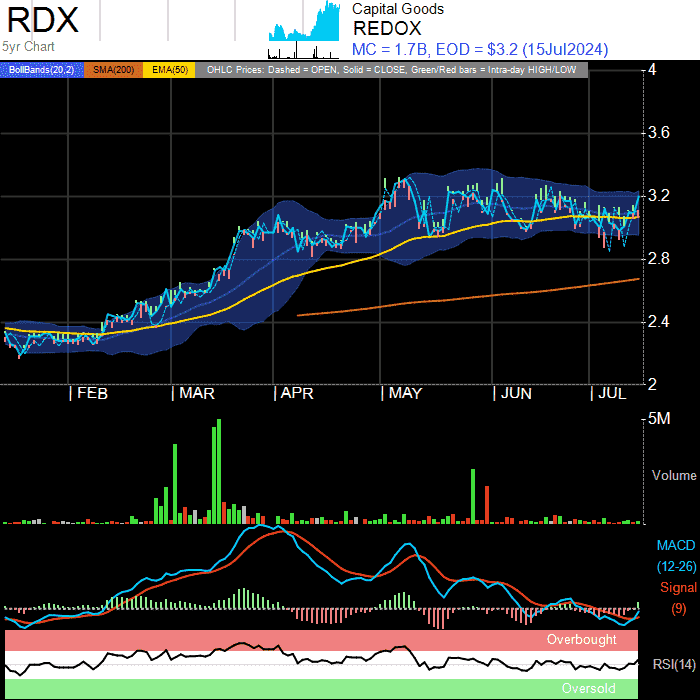 RDX
5yr Chart
Capital Goods
REDOX
MC = 1.7B, EOD = $3.2 (15Jul2024)
BollBands(20,2) SMA(200) EMA(50) OHLC Prices: Dashed = OPEN, Solid = CLOSE, Green/Red bars = Intra-day HIGH/LOW
4
3.6
3.2
2.8
2.4
2
| FEB | MAR | APR | MAY | JUN | JUL
5M
Volume
MACD
(12-26)
Signal
(9)
Overbought
RSI(14)
Oversold